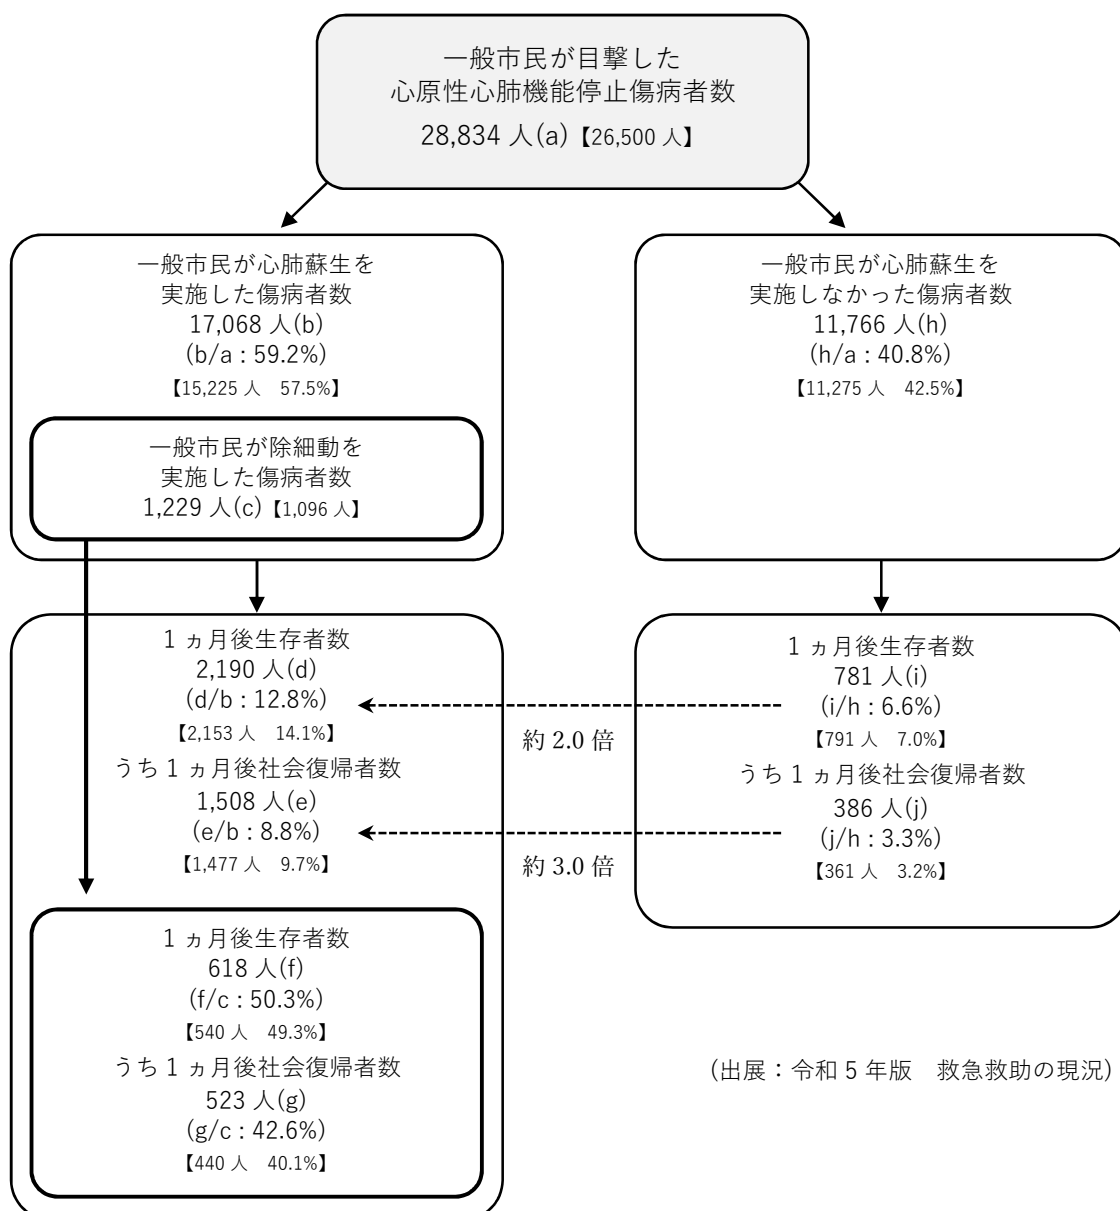 一般市民が目撃した
心原性心肺機能停止傷病者数
28,834 人(a)【26,500 人】
一般市民が心肺蘇生を
実施した傷病者数
17,068 人(b)
(b/a : 59.2%)
【15,225 人　57.5%】
一般市民が除細動を
実施した傷病者数
1,229 人(c)【1,096 人】
一般市民が心肺蘇生を
実施しなかった傷病者数
11,766 人(h)
(h/a : 40.8%)
【11,275 人　42.5%】
1 ヵ月後生存者数
2,190 人(d)
(d/b : 12.8%)
【2,153 人　14.1%】
うち 1 ヵ月後社会復帰者数
1,508 人(e)
(e/b : 8.8%)
【1,477 人　9.7%】
約 2.0 倍
約 3.0 倍
1 ヵ月後生存者数
781 人(i)
(i/h : 6.6%)
【791 人　7.0%】
うち 1 ヵ月後社会復帰者数
386 人(j)
(j/h : 3.3%)
【361 人　3.2%】
1 ヵ月後生存者数
618 人(f)
(f/c : 50.3%)
【540 人　49.3%】
うち 1 ヵ月後社会復帰者数
523 人(g)
(g/c : 42.6%)
【440 人　40.1%】
(出展：令和 5 年版　救急救助の現況)